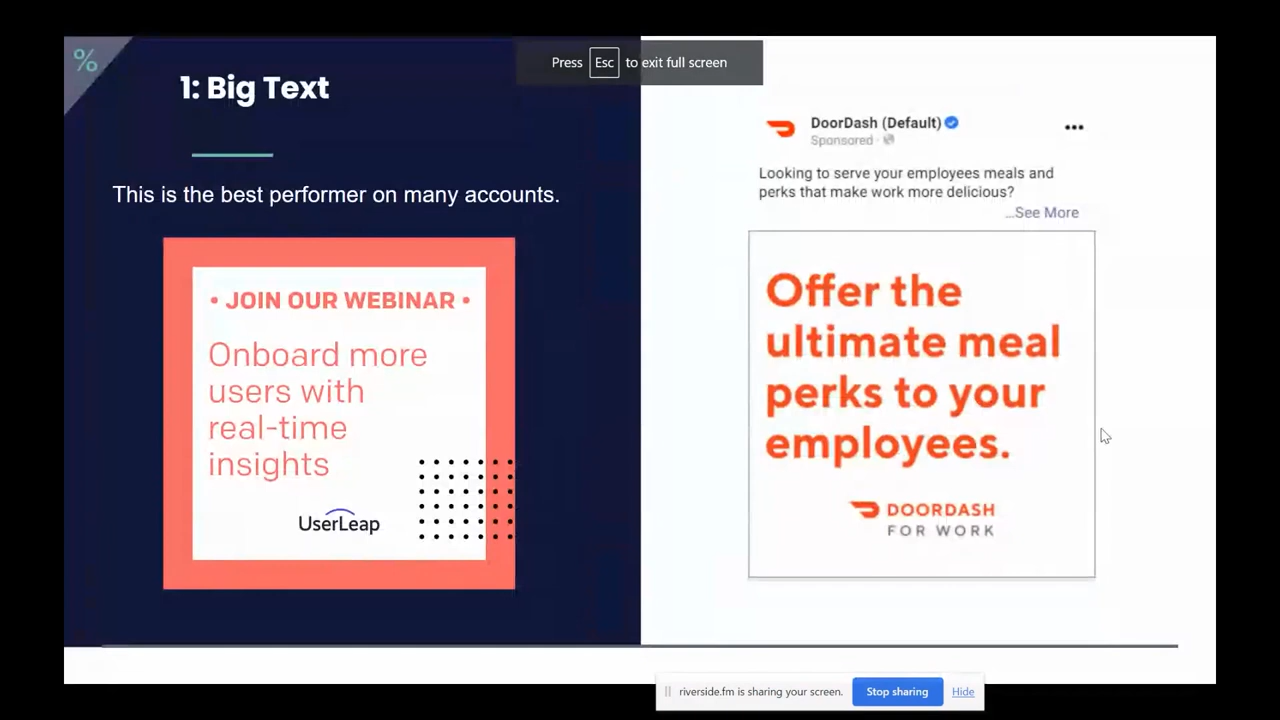 %
1: Big Text
This is the best performer on many accounts.
• JOIN OUR WEBINAR •
Onboard more
users with
real-time
insights
UserLeap
Press Esc to exit full screen
DoorDash (Default)
Sponsored ·
Looking to serve your employees meals and
perks that make work more delicious?
...See More
Offer the
ultimate meal
perks to your
employees.
DOORDASH
FOR WORK
riverside.fm is sharing your screen. Stop sharing Hide